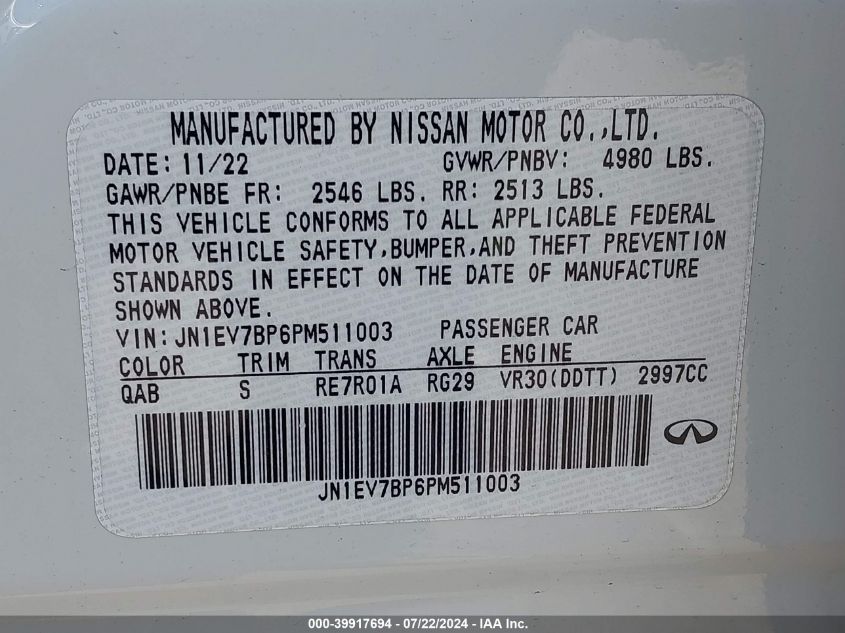 MANUFACTURED BY NISSAN MOTOR CO.,LTD.
DATE: 11/22 GVWR/PNBV: 4980 LBS.
GAWR/PNBE FR: 2546 LBS. RR: 2513 LBS.
THIS VEHICLE CONFORMS TO ALL APPLICABLE FEDERAL
MOTOR VEHICLE SAFETY,BUMPER,AND THEFT PREVENTION
STANDARDS IN EFFECT ON THE DATE OF MANUFACTURE
SHOWN ABOVE.
VIN:JN1EV7BP6PM511003 PASSENGER CAR
COLOR TRIM TRANS AXLE ENGINE
QAB S RE7R01A RG29 VR30(DDTT) 2997CC
JN1EV7BP6PM511003
000-39917694 - 07/22/2024 - IAA Inc.